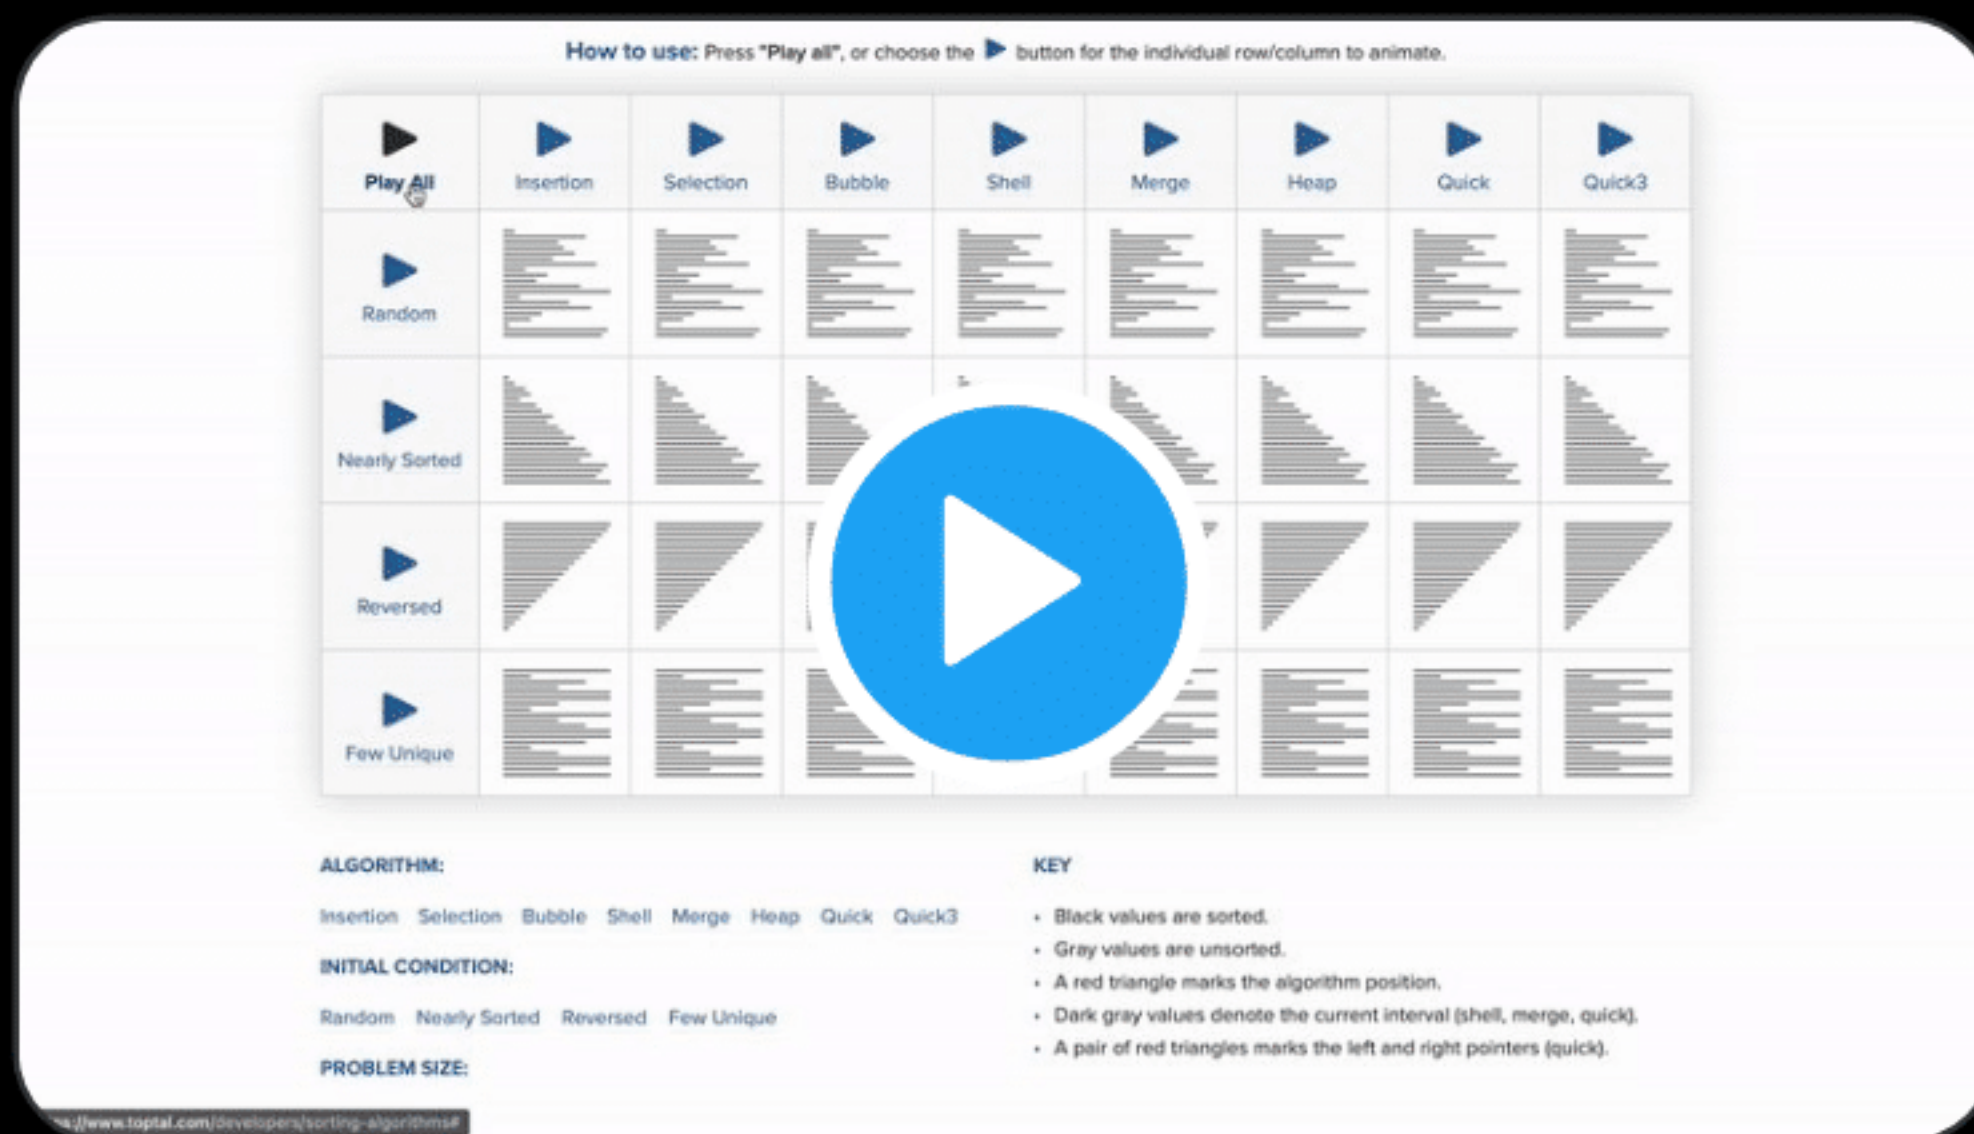 How to use: Press "Play all", or choose the button for the individual row/column to animate.
Play All Insertion Selection Bubble Shell Merge Heap Quick Quick3
Random
Nearly Sorted
Reversed
Few Unique
ALGORITHM:
Insertion Selection Bubble Shell Merge Heap Quick Quick3
INITIAL CONDITION:
Random Nearly Sorted Reversed Few Unique
PROBLEM SIZE:
KEY
• Black values are sorted.
• Gray values are unsorted.
• A red triangle marks the algorithm position.
• Dark gray values denote the current interval (shell, merge, quick).
• A pair of red triangles marks the left and right pointers (quick).
s://www.toptal.com/developers/sorting-algorithms#